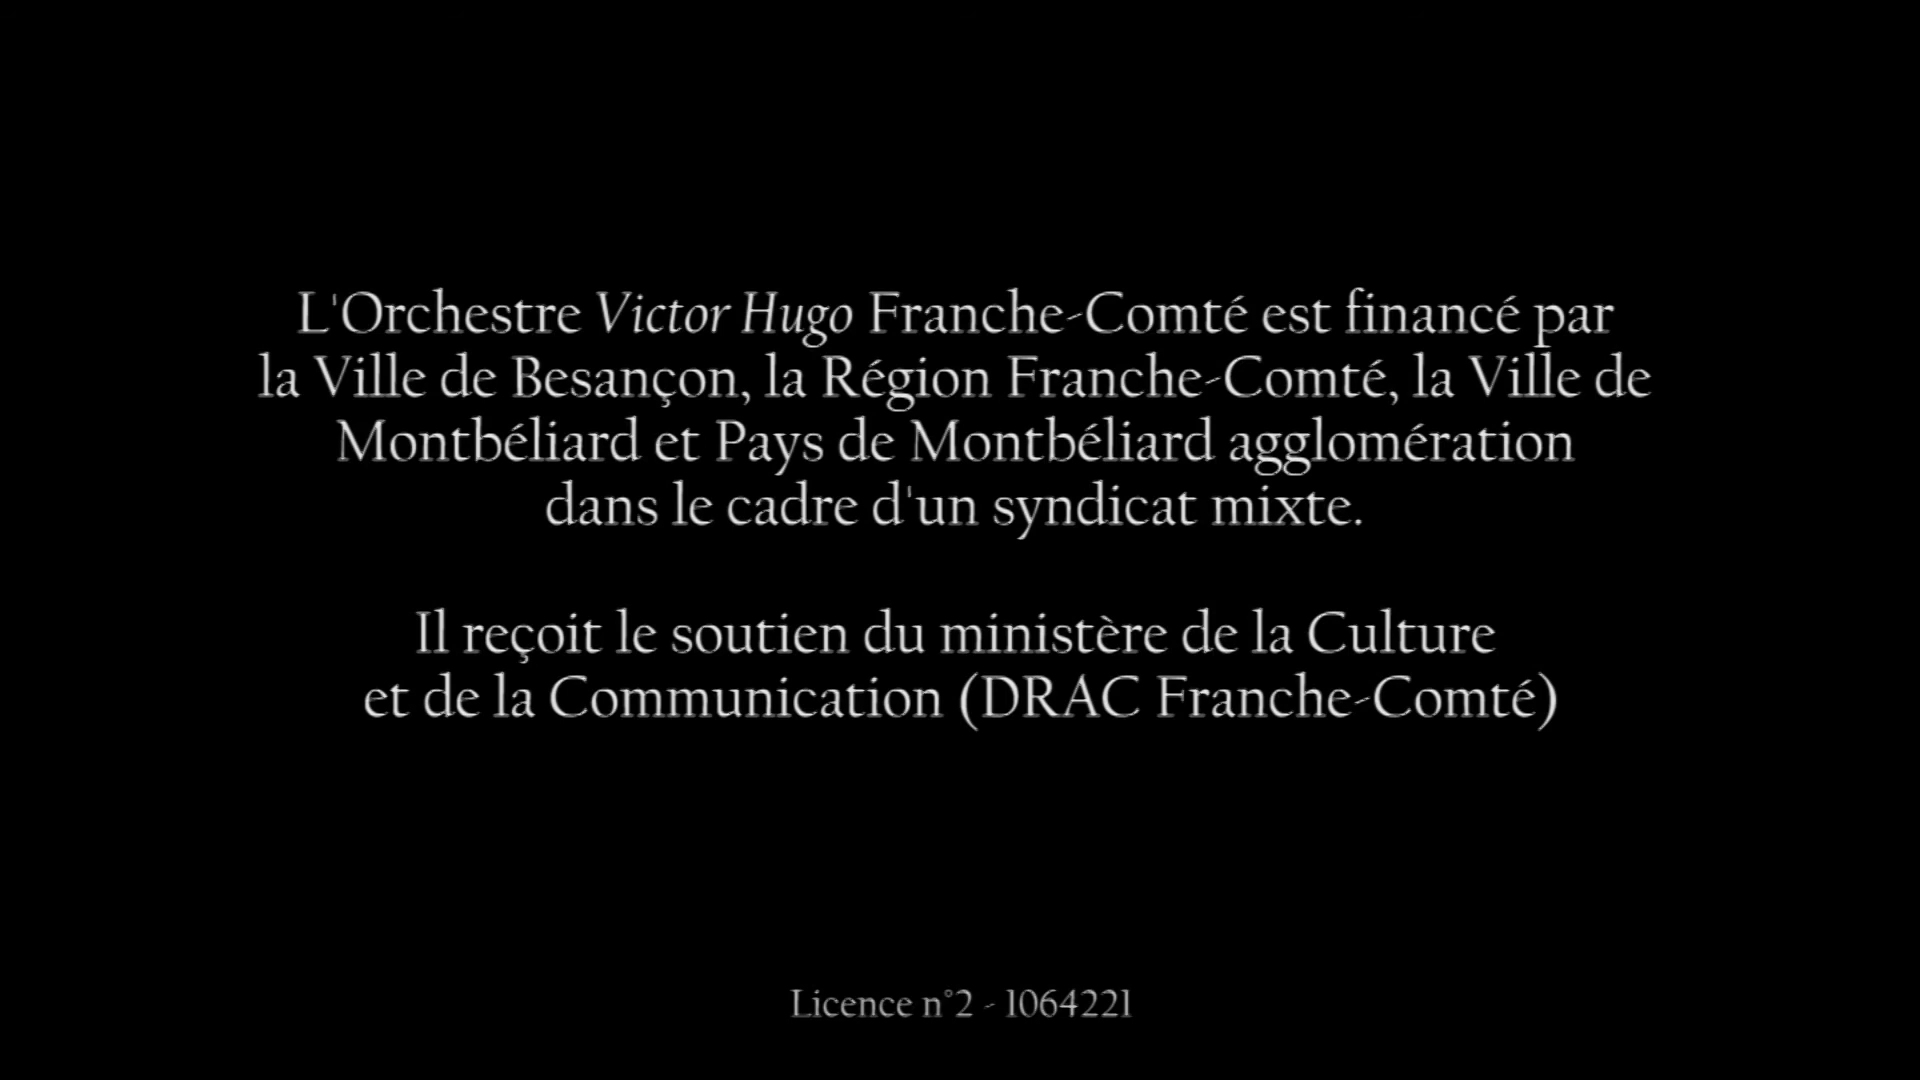 L'Orchestre Victor Hugo Franche-Comté est financé par
la Ville de Besançon, la Région Franche-Comté, la Ville de
Montbéliard et Pays de Montbéliard agglomération
dans le cadre d'un syndicat mixte.
Il reçoit le soutien du ministère de la Culture
et de la Communication (DRAC Franche-Comté)
Licence n°2 - 1064221